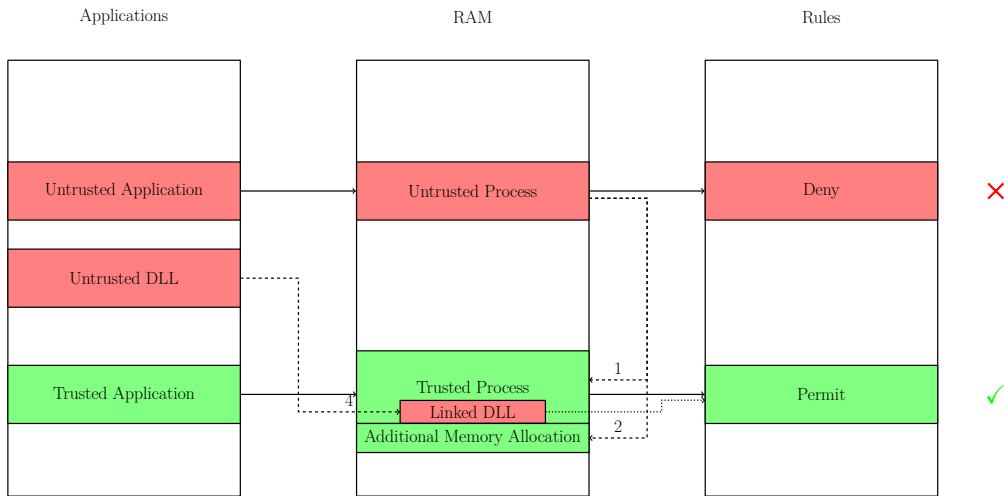 Applications
RAM
Rules
Untrusted Application
Untrusted Process
Deny
Untrusted DLL
1
Trusted Process
Trusted Application
Permit
4
Linked DLL
2
Additional Memory Allocation